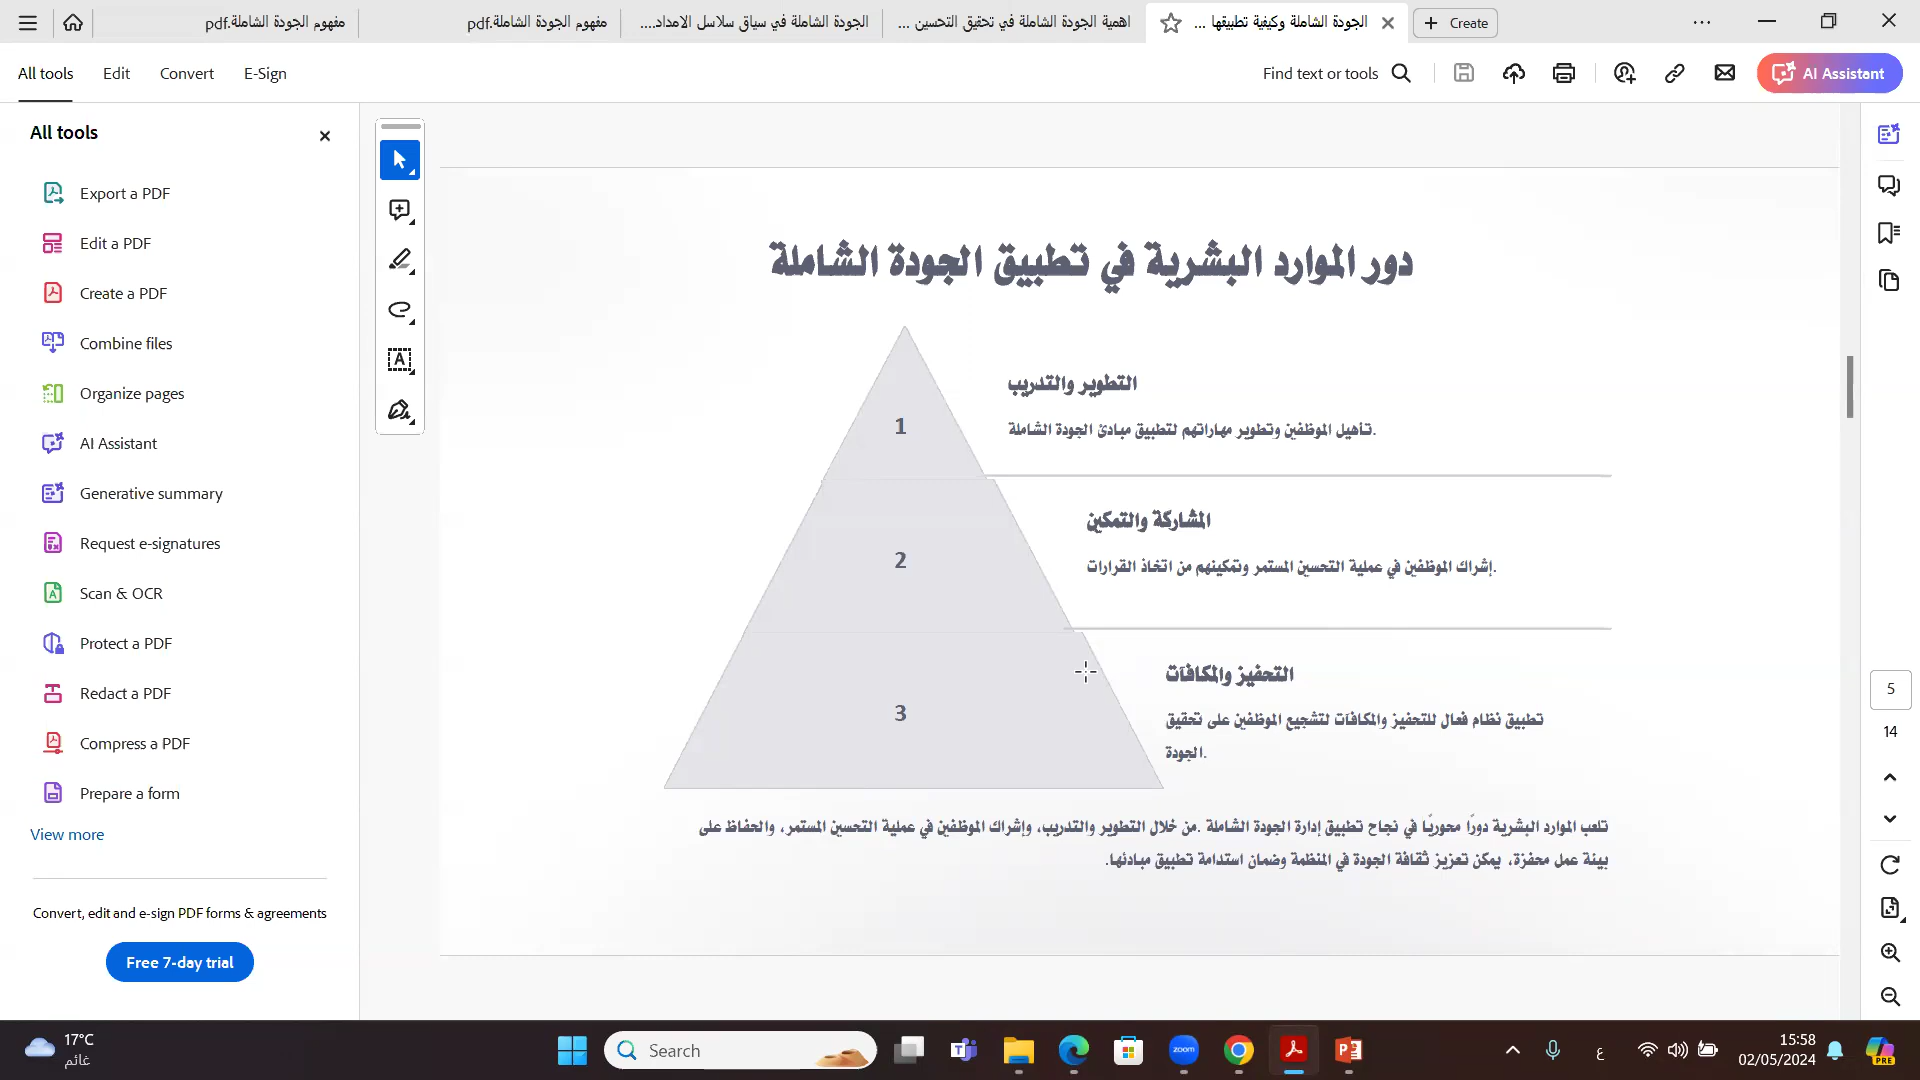 مفهوم الجودة الشاملة.pdf
مفهوم الجودة الشاملة.pdf
الجودة الشاملة في سياق سلاسل الامداد....
اهمية الجودة الشاملة في تحقيق التحسين ...
الجودة الشاملة وكيفية تطبيقها ...
Create
All tools
Edit
Convert
E-Sign
Find text or tools
AI Assistant
All tools
Export a PDF
Edit a PDF
Create a PDF
Combine files
Organize pages
AI Assistant
Generative summary
Request e-signatures
Scan & OCR
Protect a PDF
Redact a PDF
Compress a PDF
Prepare a form
View more
Convert, edit and e-sign PDF forms & agreements
Free 7-day trial
دور الموارد البشرية في تطبيق الجودة الشاملة
1
التطوير والتدريب
تأهيل الموظفين وتطوير مهاراتهم لتطبيق مبادئ الجودة الشاملة.
2
المشاركة والتمكين
إشراك الموظفين في عملية التحسين المستمر وتمكينهم من اتخاذ القرارات.
3
التحفيز والمكافآت
تطبيق نظام فعال للتحفيز والمكافآت لتشجيع الموظفين على تحقيق
الجودة.
تلعب الموارد البشرية دورًا محوريًا في نجاح تطبيق إدارة الجودة الشاملة .من خلال التطوير والتدريب، وإشراك الموظفين في عملية التحسين المستمر، والحفاظ على
بيئة عمل محفزة، يمكن تعزيز ثقافة الجودة في المنظمة وضمان استدامة تطبيق مبادئها.
5
14
17°C
غائم
Search
zoom
ع
15:58
02/05/2024
PRE